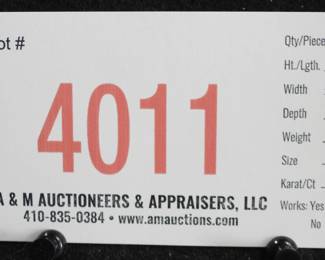 ot #
4011
A & M AUCTIONEERS & APPRAISERS, LLC
410-835-0384 • www.amauctions.com
Qty/Piece
Ht./Lgth.
Width
Depth
Weight
Size
Karat/Ct
Works: Yes
No